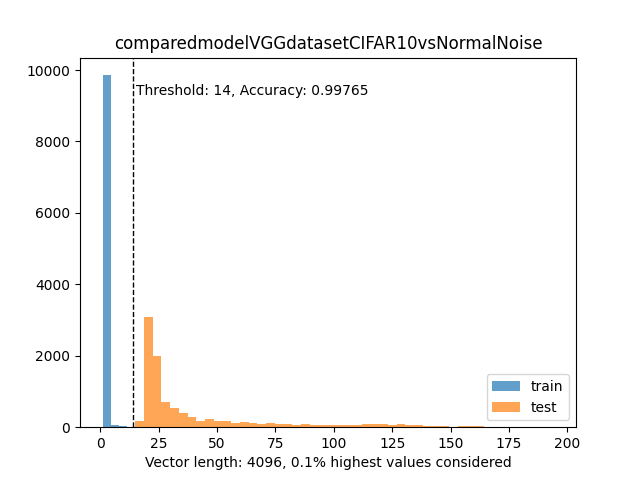 comparedmodelVGGdatasetCIFAR10vsNormalNoise
10000
8000
6000
4000
2000
0
Threshold: 14, Accuracy: 0.99765
train
test
0 25 50 75 100 125 150 175 200
Vector length: 4096, 0.1% highest values considered